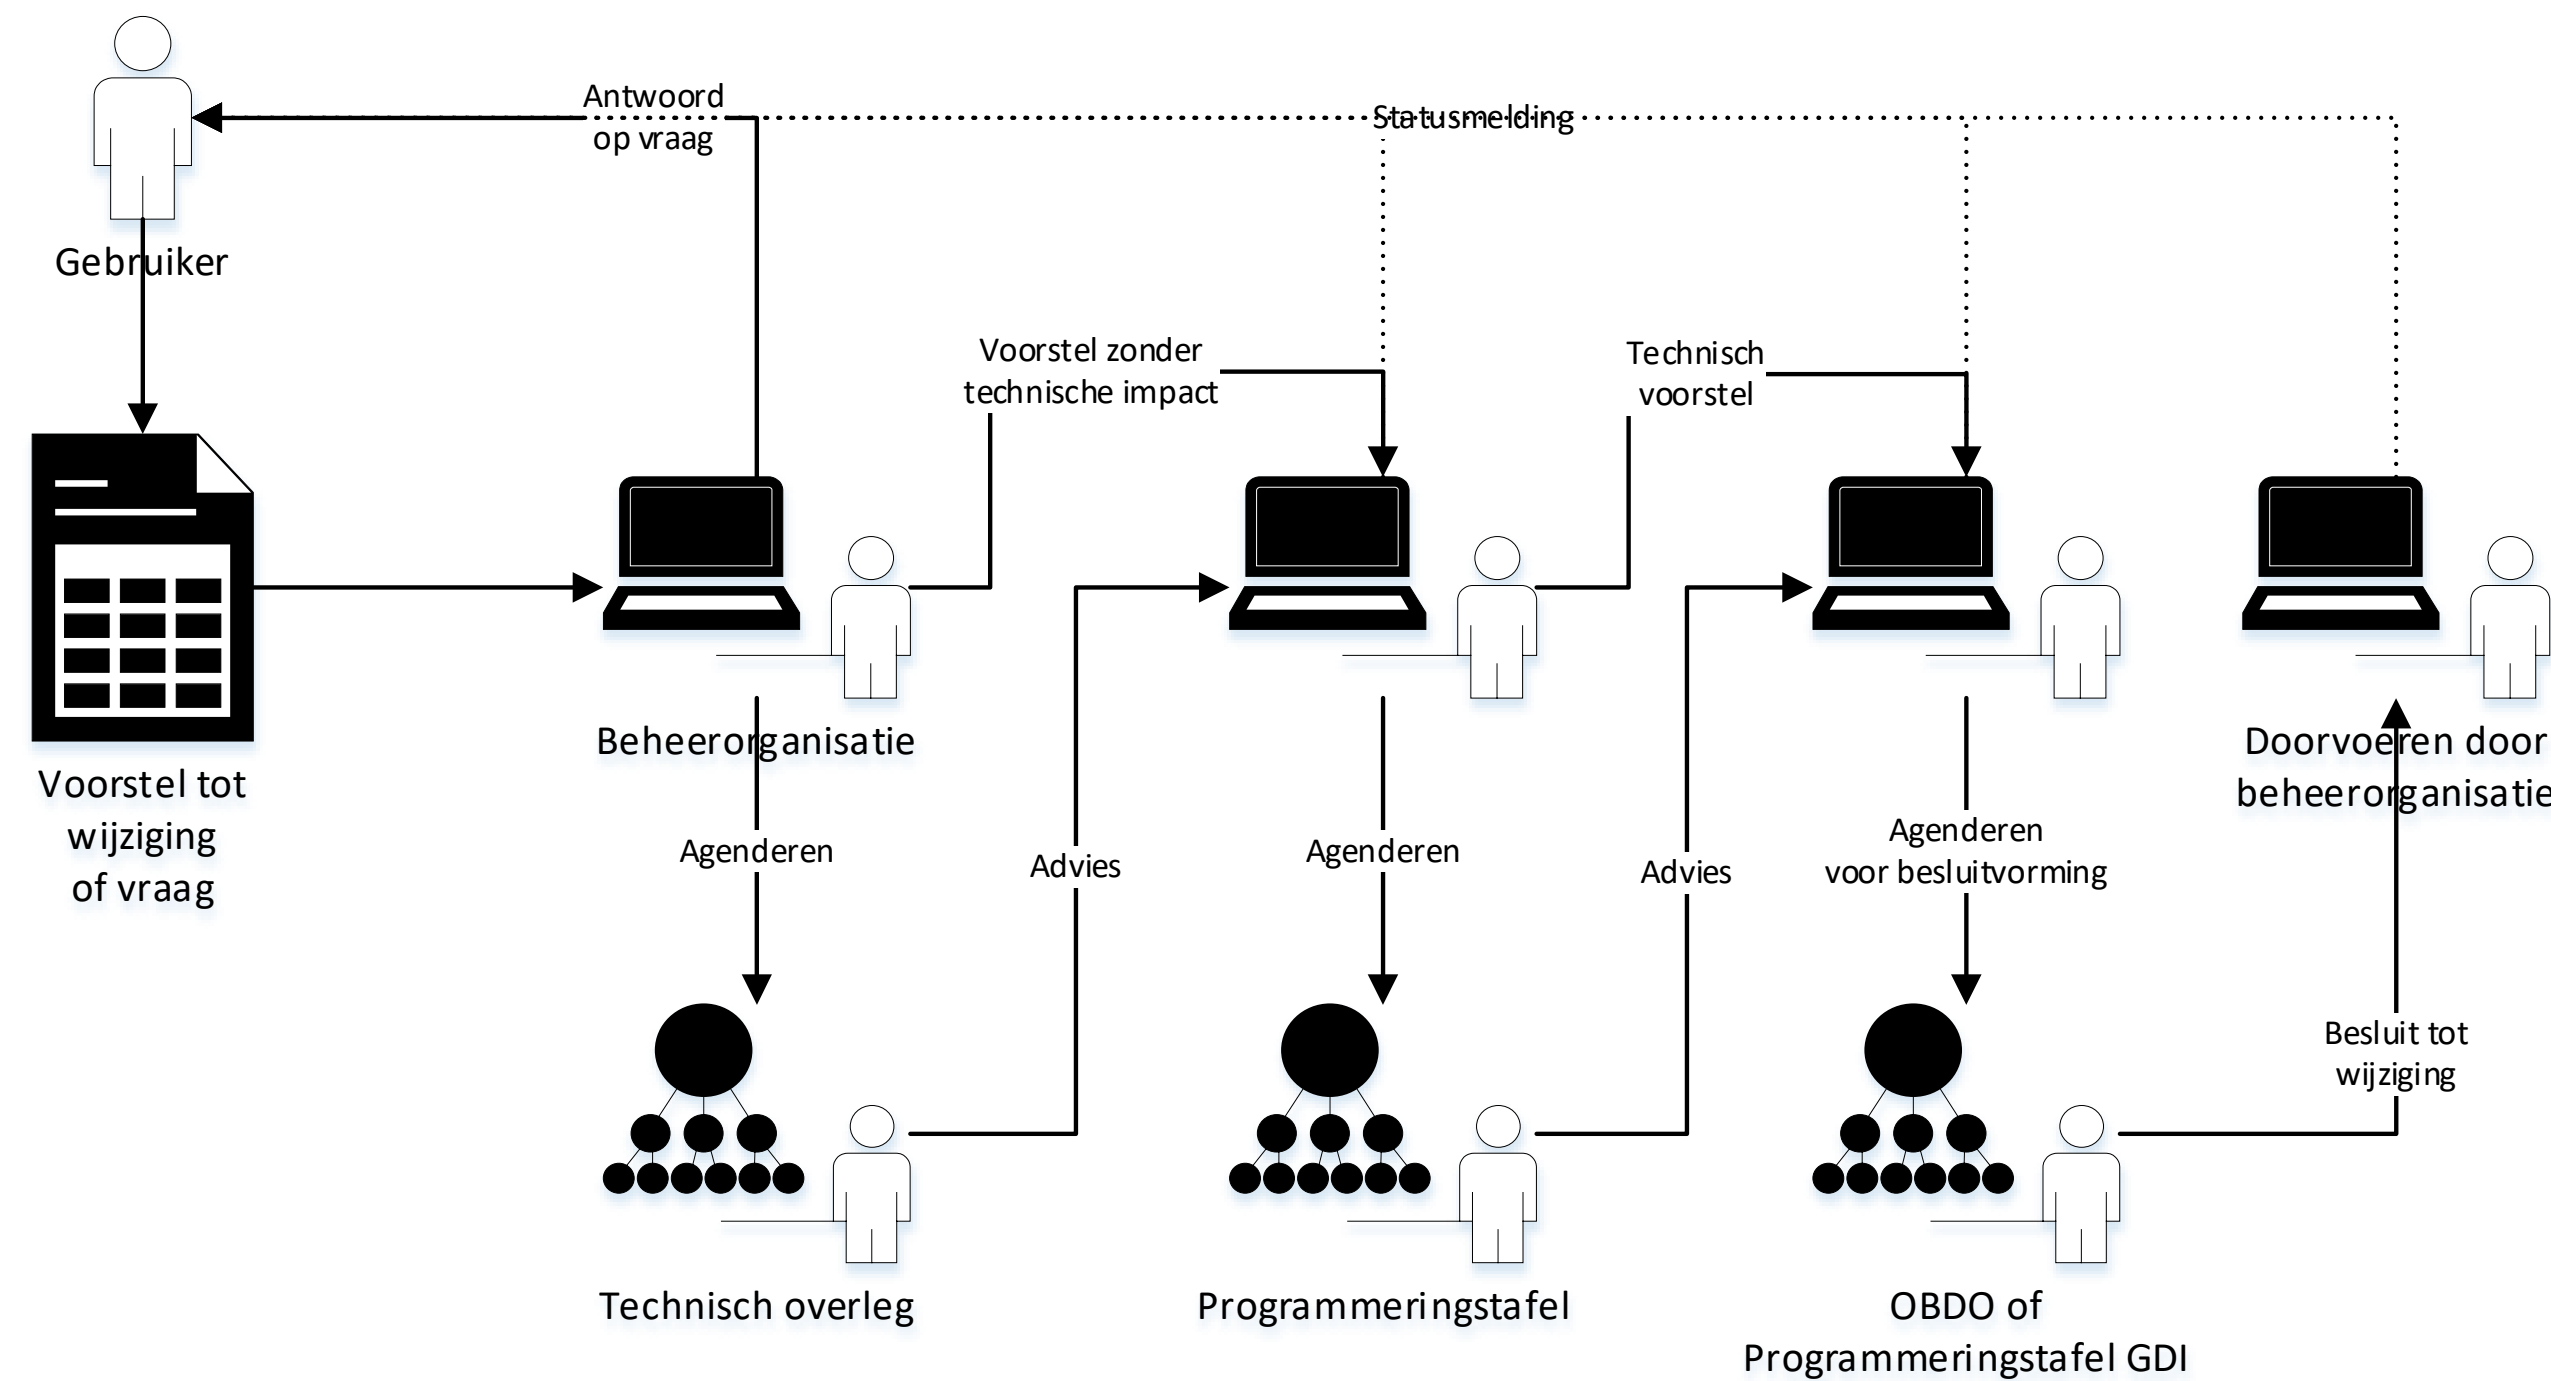 Antwoord
op vraag
Statusmelding
Gebruiker
Voorstel zonder
technische impact
Technisch
voorstel
Beheerorganisatie
Doorvoeren door
beheerorganisatie
Voorstel tot
wijziging
of vraag
Agenderen
Advies
Agenderen
Advies
Agenderen
voor besluitvorming
Besluit tot
wijziging
Technisch overleg
Programmeringstafel
OBDO of
Programmeringstafel GDI